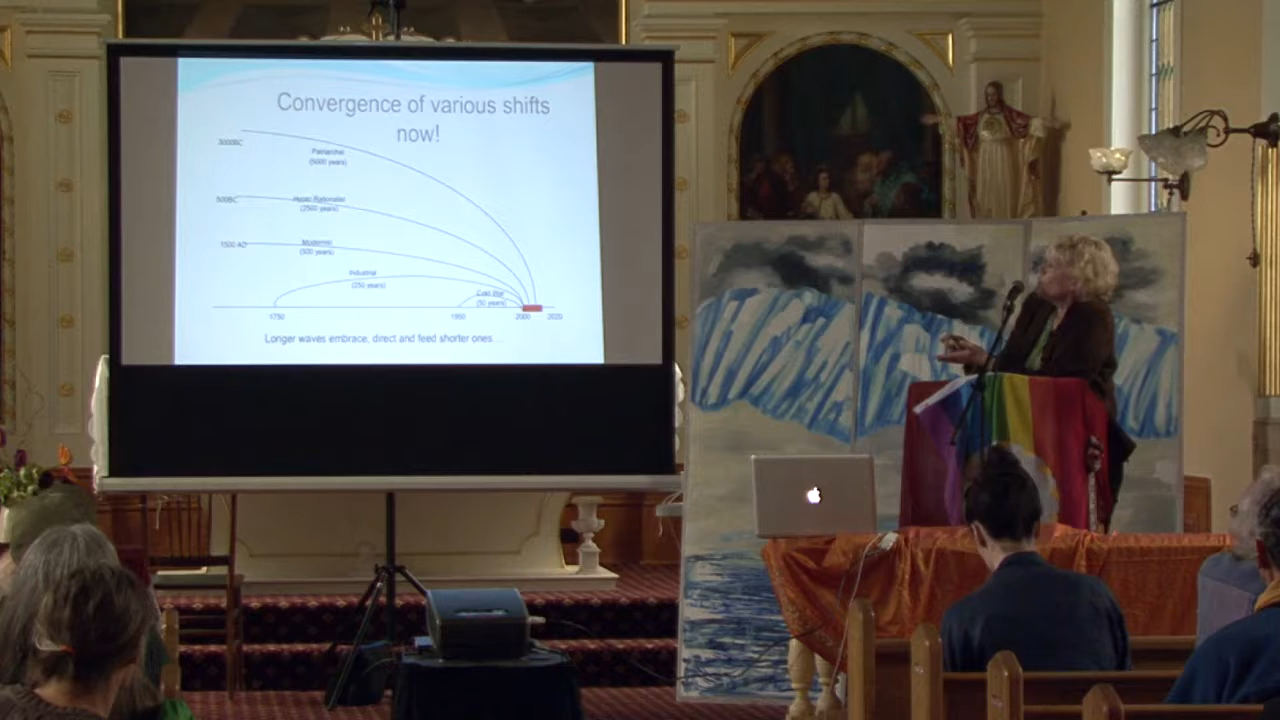 Convergence of various shifts
now!
3000BC
Patriarchal
(5000 years)
500BC
Rationalist
(2500 years)
1500 AD
Modernist
(500 years)
Industrial
(250 years)
Cold War
(50 years)
1750
1950
2000
2020
Longer waves embrace, direct and feed shorter ones...